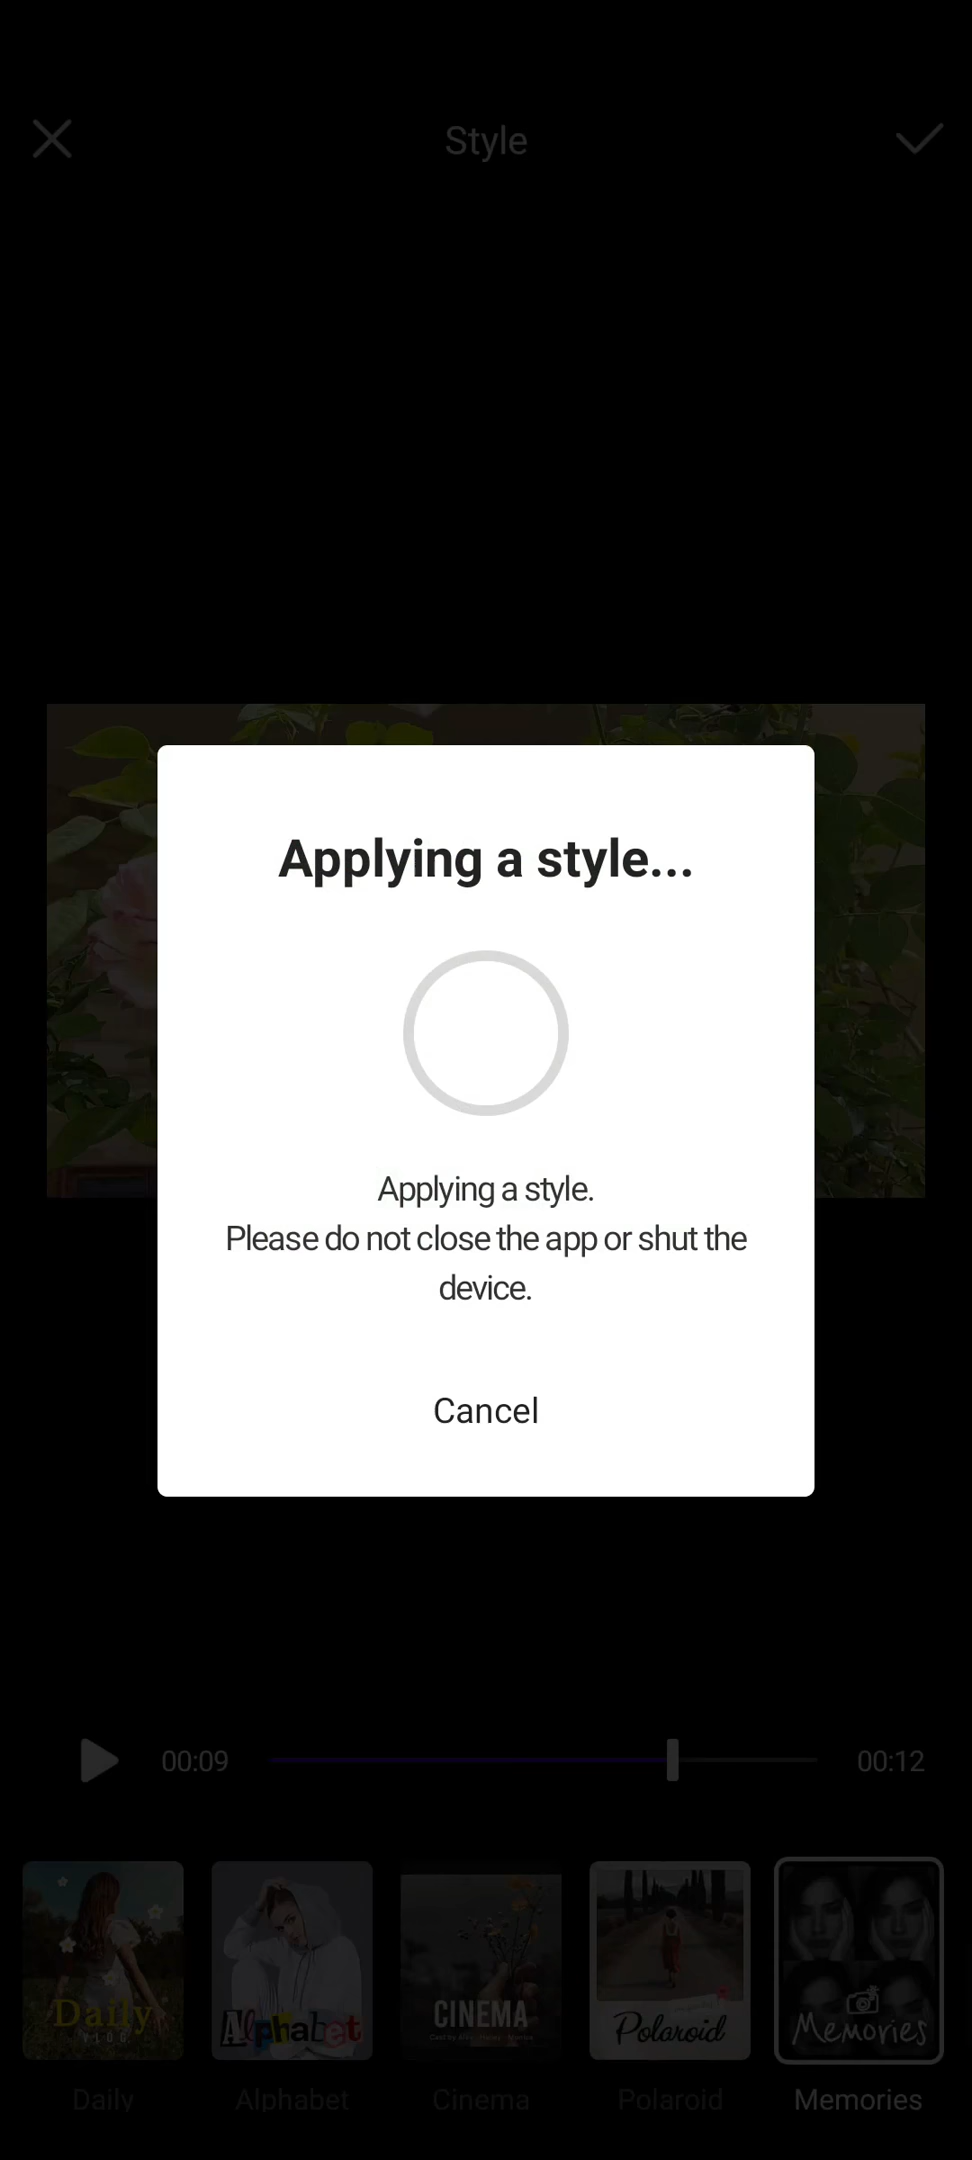 Style
Applying a style...
Applying a style.
Please do not close the app or shut the
device.
Cancel
00:09
00:12
Daily
VLOG
Alphabet
CINEMA
Polaroid
Memories
Daily
Alphabet
Cinema
Polaroid
Memories